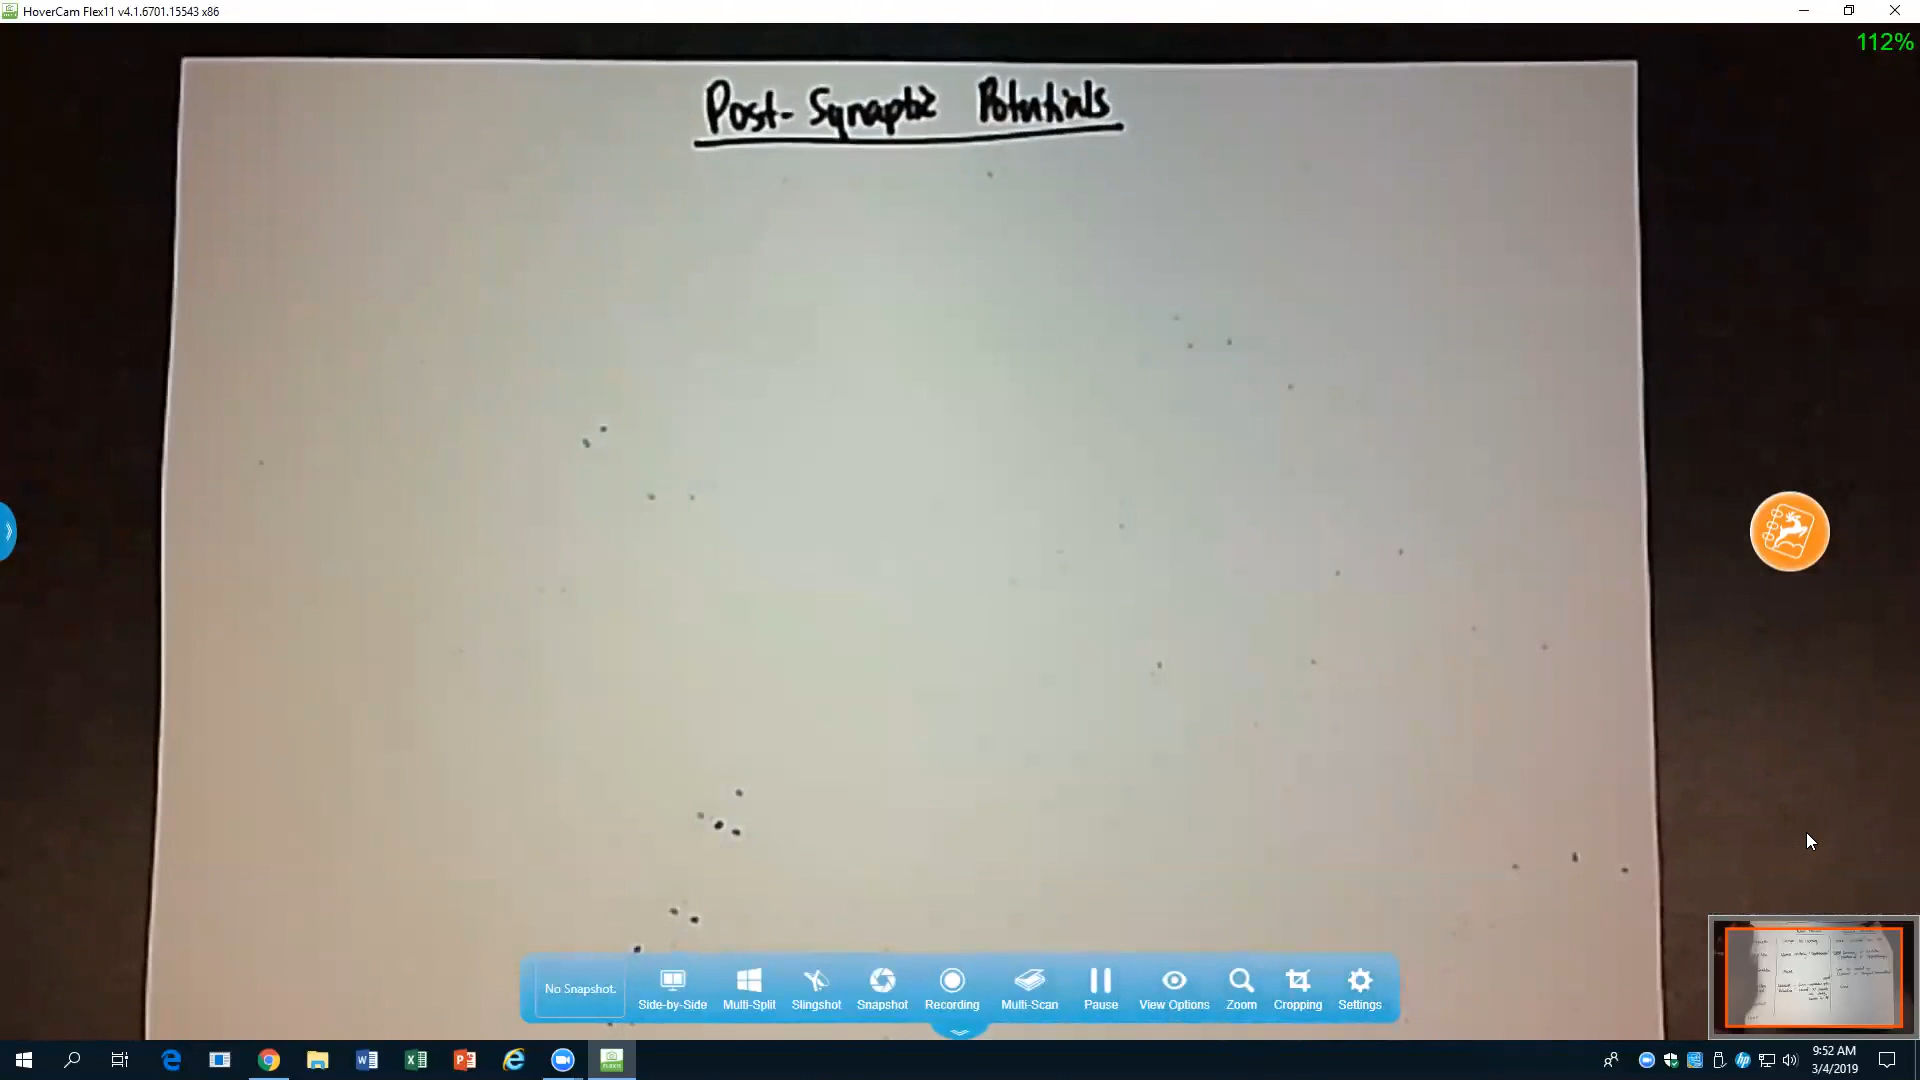 HoverCam Flex11 v4.1.6701.15543 x86
112%
Post-Synaptic Potentials
No Snapshot.
Side-by-Side
Multi-Split
Slingshot
Snapshot
Recording
Multi-Scan
Pause
View Options
Zoom
Cropping
Settings
9:52 AM
3/4/2019